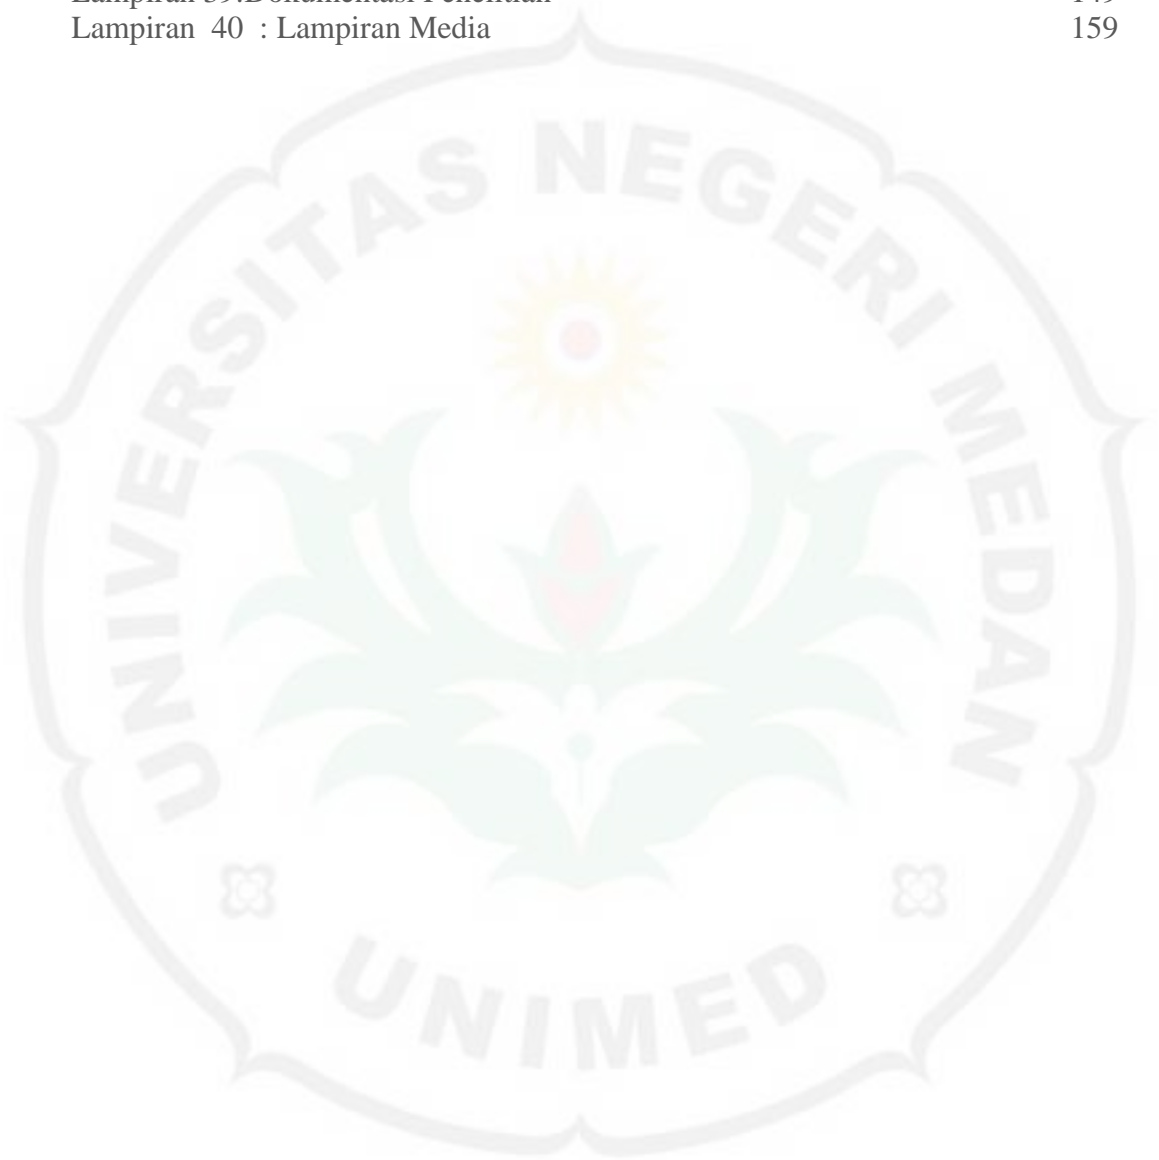 Lampiran 39:Dokumentasi Penelitian 149
Lampiran 40 : Lampiran Media 159
UNIVERSITAS NEGERI MEDAN
UNIMED